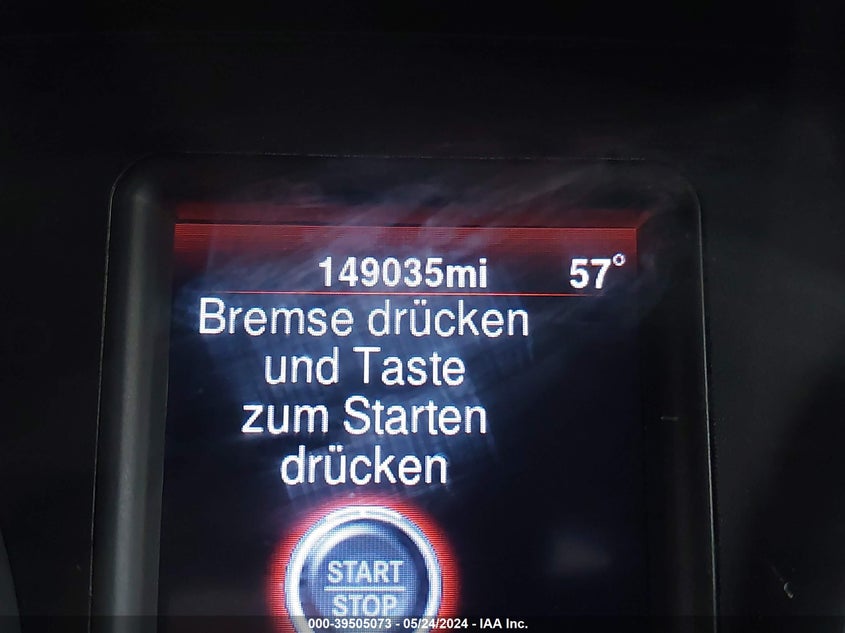 149035mi 57°
Bremse drücken
und Taste
zum Starten
drücken
START
STOP
000-39505073 - 05/24/2024 - IAA Inc.